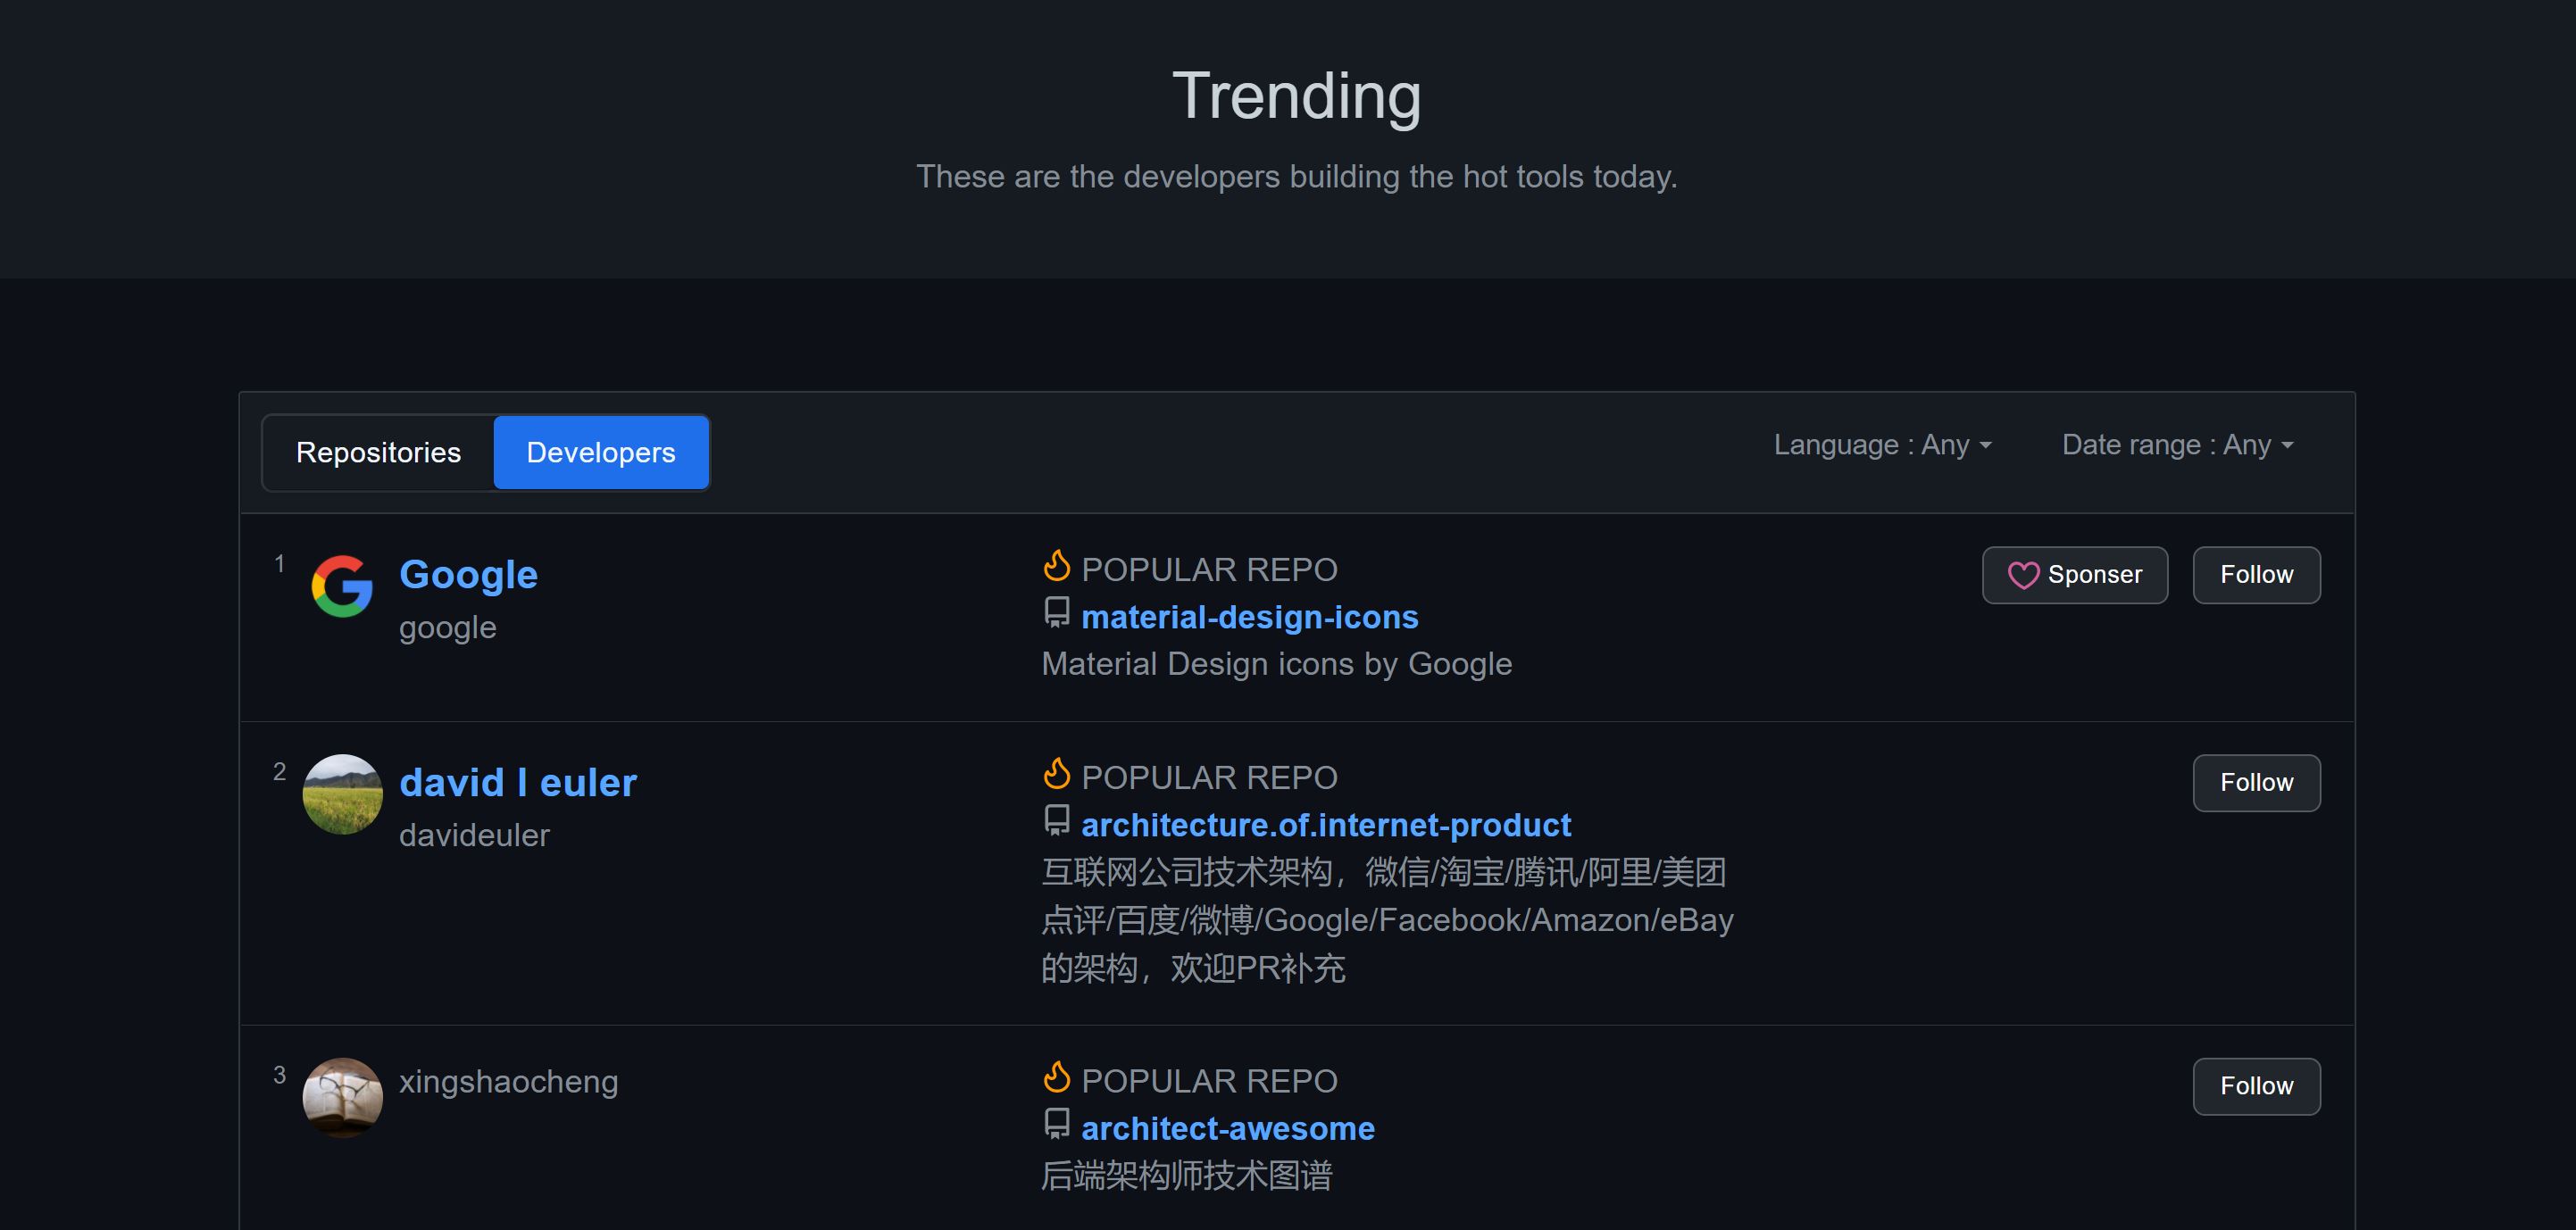 Trending
These are the developers building the hot tools today.
Repositories
Developers
Language : Any
Date range : Any
1
Google
google
POPULAR REPO
material-design-icons
Material Design icons by Google
Sponser
Follow
2
david l euler
davideuler
POPULAR REPO
architecture.of.internet-product
互联网公司技术架构，微信/淘宝/腾讯/阿里/美团
点评/百度/微博/Google/Facebook/Amazon/eBay
的架构，欢迎PR补充
Follow
3
xingshaocheng
POPULAR REPO
architect-awesome
后端架构师技术图谱
Follow